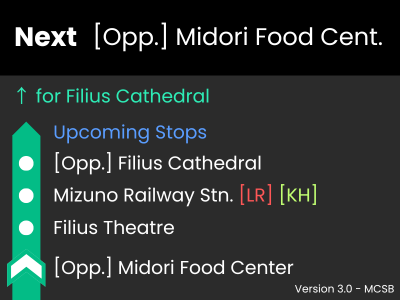 Next [Opp.] Midori Food Cent.
↑ for Filius Cathedral
Upcoming Stops
[Opp.] Filius Cathedral
Mizuno Railway Stn. [LR] [KH]
Filius Theatre
[Opp.] Midori Food Center
Version 3.0 - MCSB